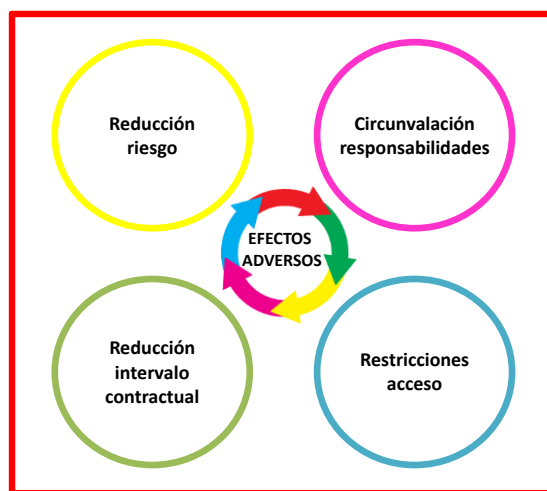 Reducción
riesgo
Circunvalación
responsabilidades
EFECTOS
ADVERSOS
Reducción
intervalo
contractual
Restricciones
acceso